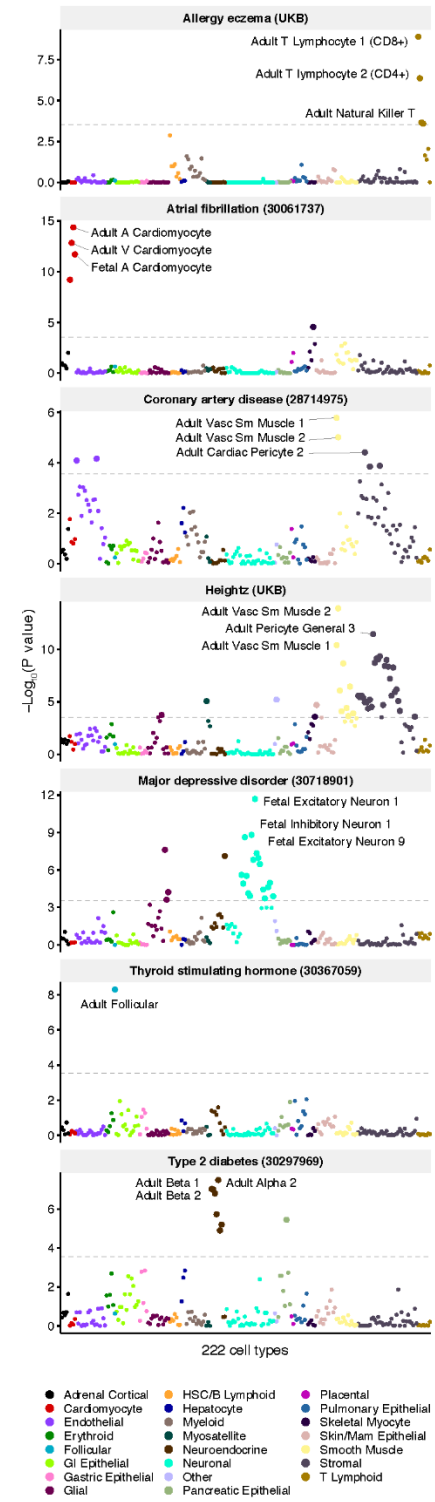 Allergy eczema (UKB)
Adult T Lymphocyte 1 (CD8+)
Adult T lymphocyte 2 (CD4+)
Adult Natural Killer T
7.5
5.0
2.5
0.0
Atrial fibrillation (30061737)
15
Adult A Cardiomyocyte
Adult V Cardiomyocyte
Fetal A Cardiomyocyte
10
5
0
Coronary artery disease (28714975)
6
Adult Vasc Sm Muscle 1
Adult Vasc Sm Muscle 2
Adult Cardiac Pericyte 2
4
2
0
Heightz (UKB)
Adult Vasc Sm Muscle 2
Adult Pericyte General 3
Adult Vasc Sm Muscle 1
10
5
0
−Log10(P value)
Major depressive disorder (30718901)
12
Fetal Excitatory Neuron 1
Fetal Inhibitory Neuron 1
Fetal Excitatory Neuron 9
9
6
3
0
Thyroid stimulating hormone (30367059)
8
Adult Follicular
6
4
2
0
Type 2 diabetes (30297969)
Adult Beta 1 Adult Alpha 2
Adult Beta 2
6
4
2
0
222 cell types
Adrenal Cortical HSC/B Lymphoid Placental
Cardiomyocyte Hepatocyte Pulmonary Epithelial
Endothelial Myeloid Skeletal Myocyte
Erythroid Myosatellite Skin/Mam Epithelial
Follicular Neuroendocrine Smooth Muscle
GI Epithelial Neuronal Stromal
Gastric Epithelial Other T Lymphoid
Glial Pancreatic Epithelial